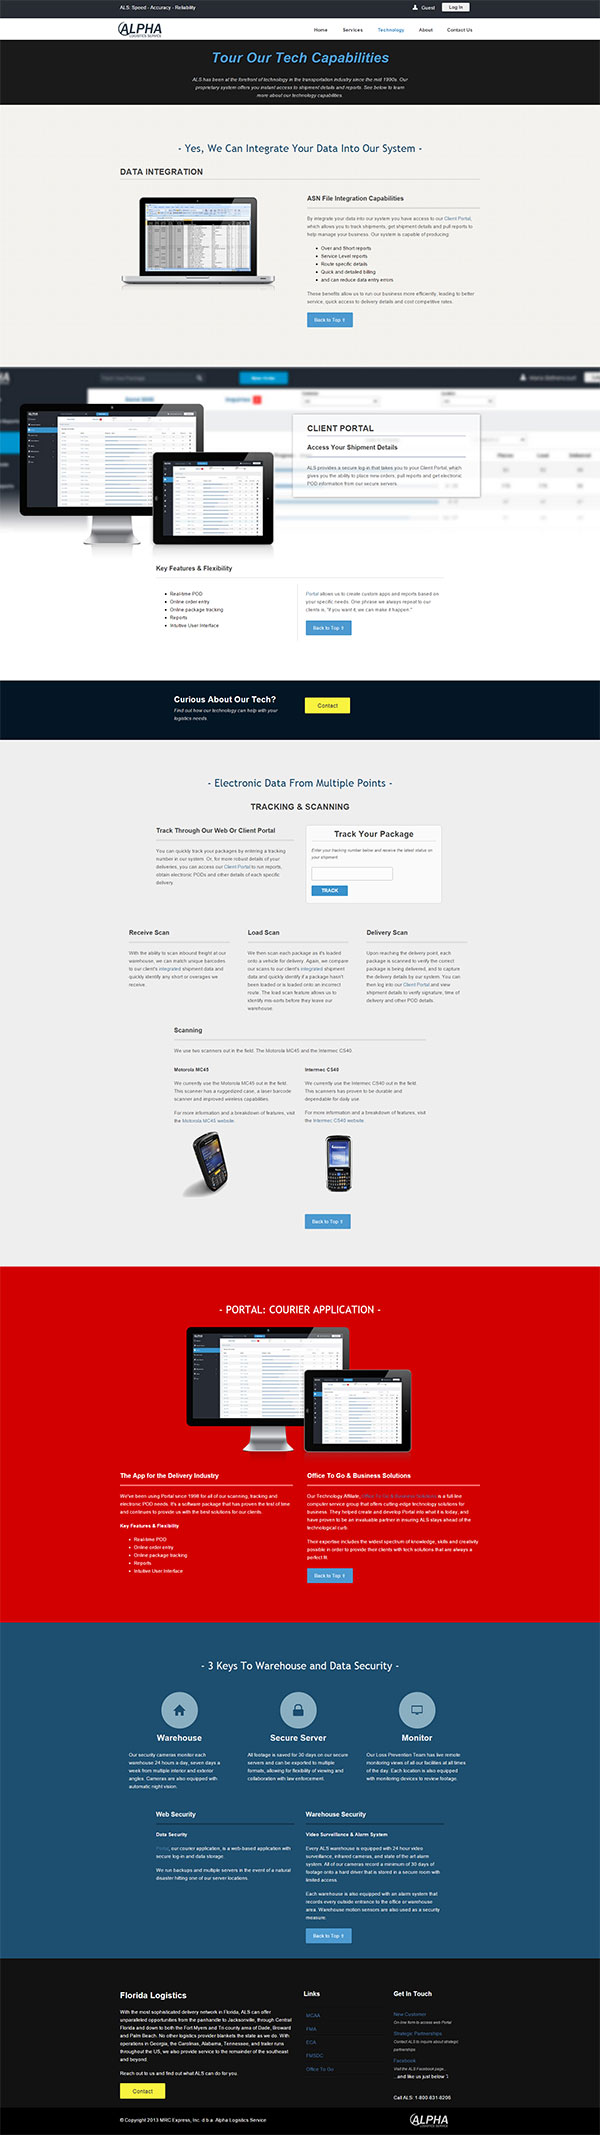 ALS: Speed - Accuracy - Reliability
Guest
Log In
ALPHA
LOGISTICS SERVICE
Home
Services
Technology
About
Contact Us
Tour Our Tech Capabilities
ALS has been at the forefront of technology in the transportation industry since the mid 1990s. Our
proprietary system offers you instant access to shipment details and reports. See below to learn
more about our technology capabilities.
- Yes, We Can Integrate Your Data Into Our System -
DATA INTEGRATION
ASN File Integration Capabilities
By integrate your data into our system you have access to our Client Portal,
which allows you to track shipments, get shipment details and pull reports to
help manage your business. Our system is capable of producing:
Over and Short reports
Service Level reports
Route specific details
Quick and detailed billing
and can reduce data entry errors
These benefits allow us to run our business more efficiently, leading to better
service, quick access to delivery details and cost competitive rates.
Back to Top ⇧
CLIENT PORTAL
Access Your Shipment Details
ALS provides a secure log in that takes you to your Client Portal, which
gives you the ability to place new orders, pull reports and get electronic
POD information from our secure servers.
Key Features & Flexibility
Real-time POD
Online order entry
Online package tracking
Reports
Intuitive User Interface
Portal allows us to create custom apps and reports based on
your specific needs. One phrase we always repeat to our
clients is, "if you want it, we can make it happen."
Back to Top ⇧
Curious About Our Tech?
Find out how our technology can help with your
logistics needs.
Contact
- Electronic Data From Multiple Points -
TRACKING & SCANNING
Track Through Our Web Or Client Portal
You can quickly track your packages by entering a tracking
number in our system. Or, for more robust details of your
deliveries, you can access our Client Portal to run reports,
obtain electronic PODs and other details of each specific
delivery.
Track Your Package
Enter your tracking number below and receive the latest status on
your shipment.
TRACK
Receive Scan
With the ability to scan inbound freight at our
warehouse, we can match unique barcodes
to our client's integrated shipment data and
quickly identify any short or overages we
receive.
Load Scan
We then scan each package as it's loaded
onto a vehicle for delivery. Again, we compare
our scans to our client's integrated shipment
data and quickly identify if a package hasn't
been loaded or is loaded onto an incorrect
route. The load scan feature allows us to
identify mis-sorts before they leave our
warehouse.
Delivery Scan
Upon reaching the delivery point, each
package is scanned to verify the correct
package is being delivered, and to capture
the delivery details by our system. You can
then log into our Client Portal and view
shipment details to verify signature, time of
delivery and other POD details.
Scanning
We use two scanners out in the field. The Motorola MC45 and the Intermec CS40.
Motorola MC45
We currently use the Motorola MC45 out in the field.
This scanner has a ruggedized case, a laser barcode
scanner and improved wireless capabilities.
For more information and a breakdown of features, visit
the Motorola MC45 website.
Intermec CS40
We currently use the Intermec CS40 out in the field.
This scanners has proven to be durable and
dependable for daily use.
For more information and a breakdown of features, visit
the Intermec CS40 website.
Back to Top ⇧
- PORTAL: COURIER APPLICATION -
The App for the Delivery Industry
We've been using Portal since 1998 for all of our scanning, tracking and
electronic POD needs. It's a software package that has proven the test of time
and continues to provide us with the best solutions for our clients.
Key Features & Flexibility
Real-time POD
Online order entry
Online package tracking
Reports
Intuitive User Interface
Office To Go & Business Solutions
Our Technology Affiliate, Office To Go & Business Solutions is a full line
computer service group that offers cutting-edge technology solutions for
business. They helped create and develop Portal into what it is today, and
have proven to be an invaluable partner in insuring ALS stays ahead of the
technological curb.
Their expertise includes the widest spectrum of knowledge, skills and creativity
possible in order to provide their clients with tech solutions that are always a
perfect fit.
Back to Top ⇧
- 3 Keys To Warehouse and Data Security -
Warehouse
Our security cameras monitor each
warehouse 24 hours a day, seven days a
week from multiple interior and exterior
angles. Cameras are also equipped with
automatic night vision.
Secure Server
All footage is saved for 30 days on our secure
servers and can be exported to multiple
formats, allowing for flexibility of viewing and
collaboration with law enforcement.
Monitor
Our Loss Prevention Team has live remote
monitoring views of all our facilities at all times
of the day. Each location is also equipped
with monitoring devices to review footage.
Web Security
Data Security
Portal, our courier application, is a web-based application with
secure log-in and data storage.
We run backups and multiple servers in the event of a natural
disaster hitting one of our server locations.
Warehouse Security
Video Surveillance & Alarm System
Every ALS warehouse is equipped with 24 hour video
surveillance, infrared cameras, and state of the art alarm
system. All of our cameras record a minimum of 30 days of
footage onto a hard driver that is stored in a secure room with
limited access.
Each warehouse is also equipped with an alarm system that
records every outside entrance to the office or warehouse
area. Warehouse motion sensors are also used as a security
measure.
Back to Top ⇧
Florida Logistics
With the most sophisticated delivery network in Florida, ALS can offer
unparalleled opportunities from the panhandle to Jacksonville, through Central
Florida and down to both the Fort Myers and Tri-county area of Dade, Broward
and Palm Beach. No other logistics provider blankets the state as we do. With
operations in Georgia, the Carolinas, Alabama, Tennessee, and trailer runs
throughout the US, we also provide service to the remainder of the southeast
and beyond.
Reach out to us and find out what ALS can do for you.
Contact
Links
MCAA
FMA
ECA
FMSDC
Office To Go
Get In Touch
New Customer
On-line form to access web Portal
Strategic Partnerships
Contact ALS to inquire about strategic
partnerships
Facebook
Visit the ALS Facebook page...
...and like us just below
Call ALS: 1-800-831-8206
© Copyright 2013 MRC Express, Inc. d.b.a. Alpha Logistics Service
ALPHA
LOGISTICS SERVICE